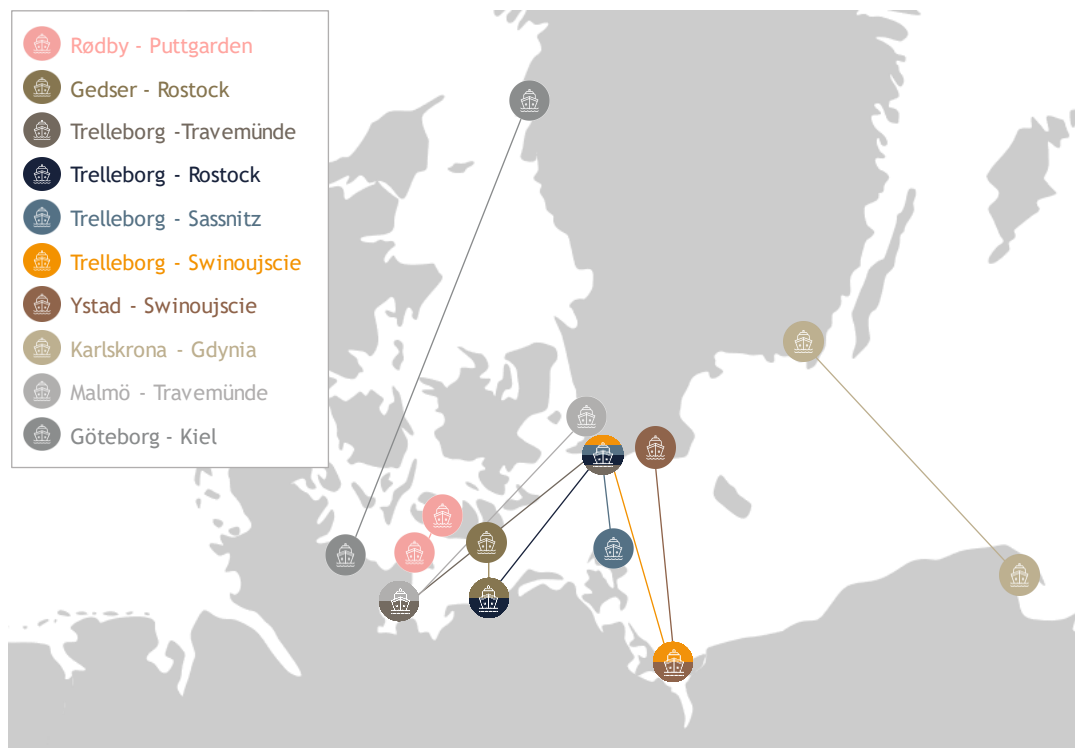 Rødby - Puttgarden
Gedser - Rostock
Trelleborg -Travemünde
Trelleborg - Rostock
Trelleborg - Sassnitz
Trelleborg - Swinoujscie
Ystad - Swinoujscie
Karlskrona - Gdynia
Malmö - Travemünde
Göteborg - Kiel